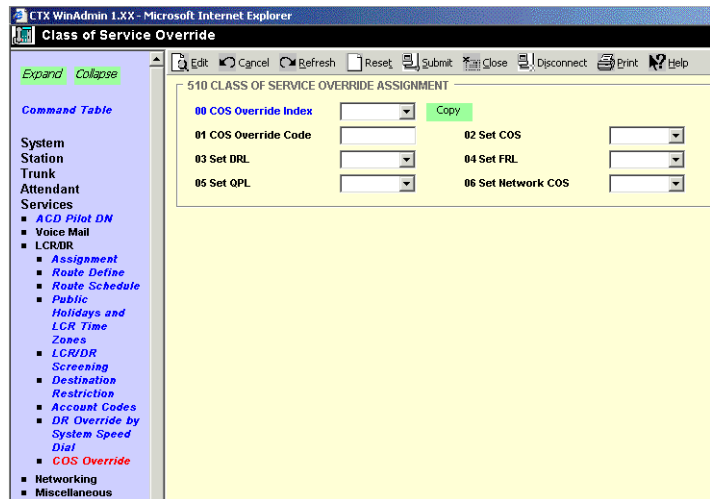 CTX WinAdmin 1.XX - Microsoft Internet Explorer
Class of Service Override
Expand Collapse
Command Table
System
Station
Trunk
Attendant
Services
ACD Pilot DN
Voice Mail
LCR/DR
Assignment
Route Define
Route Schedule
Public
Holidays and
LCR Time
Zones
LCR/DR
Screening
Destination
Restriction
Account Codes
DR Override by
System Speed
Dial
COS Override
Networking
Miscellaneous
Edit Cancel Refresh Reset Submit Close Disconnect Print Help
510 CLASS OF SERVICE OVERRIDE ASSIGNMENT
00 COS Override Index Copy
01 COS Override Code 02 Set COS
03 Set DRL 04 Set FRL
05 Set QPL 06 Set Network COS